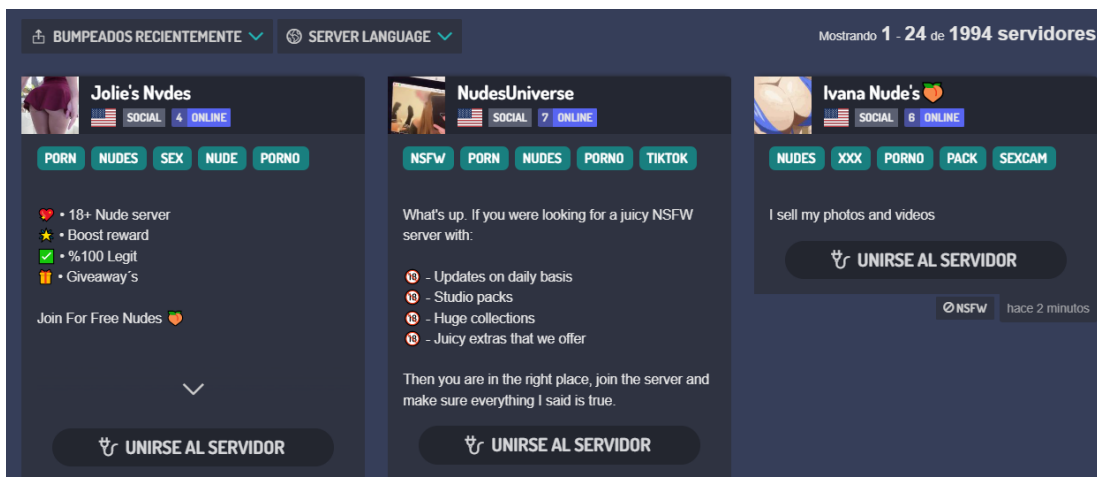 BUMPEADOS RECIENTEMENTE
SERVER LANGUAGE
Mostrando 1 - 24 de 1994 servidores
Jolie's Nvdes
SOCIAL 4 ONLINE
PORN NUDES SEX NUDE PORNO
• 18+ Nude server
• Boost reward
• %100 Legit
• Giveaway´s
Join For Free Nudes
UNIRSE AL SERVIDOR
NudesUniverse
SOCIAL 7 ONLINE
NSFW PORN NUDES PORNO TIKTOK
What's up. If you were looking for a juicy NSFW
server with:
🔞 - Updates on daily basis
🔞 - Studio packs
🔞 - Huge collections
🔞 - Juicy extras that we offer
Then you are in the right place, join the server and
make sure everything I said is true.
UNIRSE AL SERVIDOR
Ivana Nude's
SOCIAL 6 ONLINE
NUDES XXX PORNO PACK SEXCAM
I sell my photos and videos
UNIRSE AL SERVIDOR
NSFW hace 2 minutos